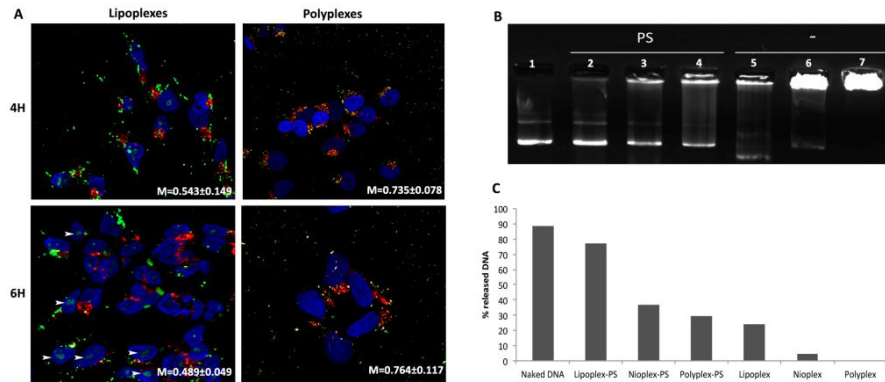 A
Lipoplexes
Polyplexes
4H
M=0.543±0.149
M=0.735±0.078
6H
M=0.489±0.049
M=0.764±0.117
B
PS
-
1 2 3 4 5 6 7
C
% released DNA
100
90
80
70
60
50
40
30
20
10
0
Naked DNA Lipoplex-PS Nioplex-PS Polyplex-PS Lipoplex Nioplex Polyplex